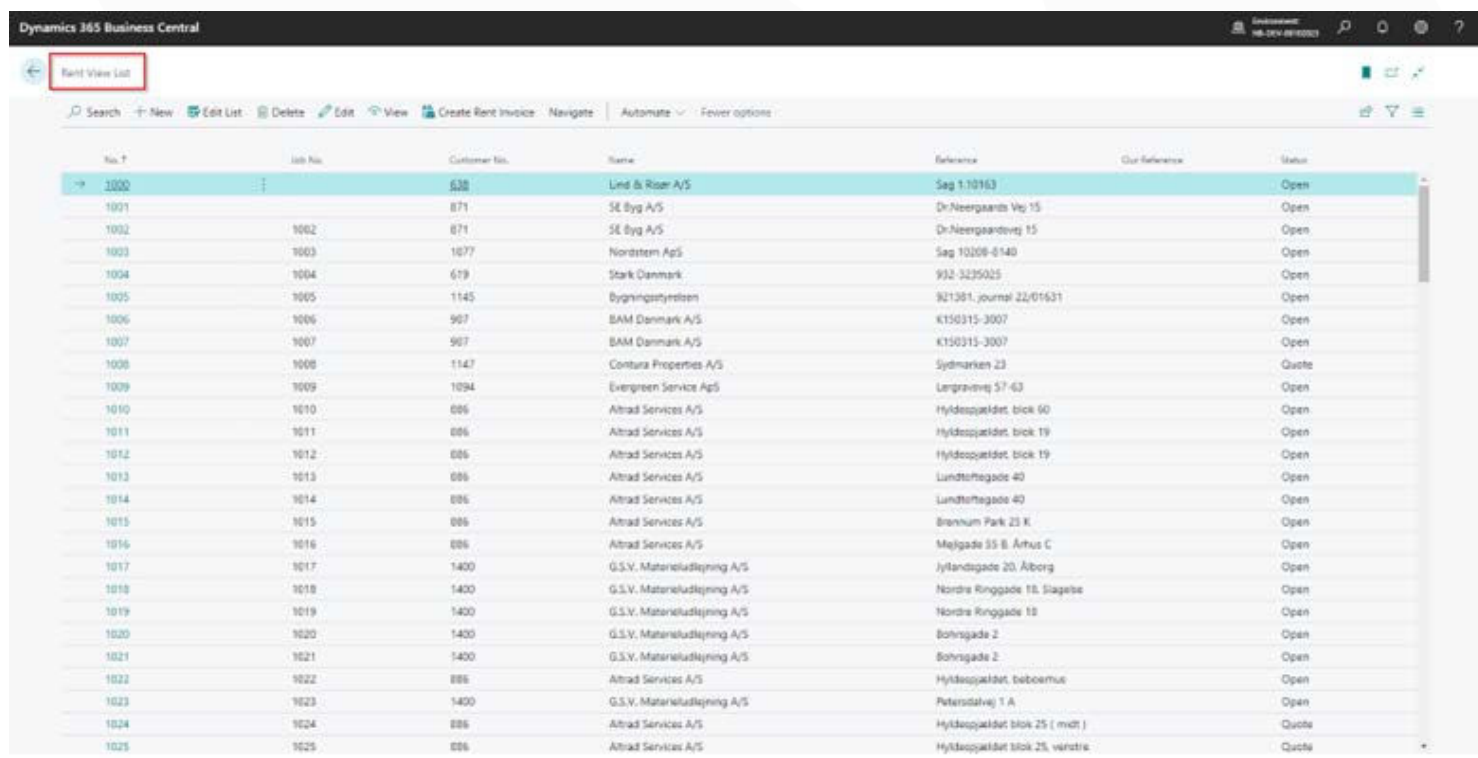 Dynamics 365 Business Central Environment: ?
Rent View List
Search + New Edit List Delete Edit View Create Rent Invoice Navigate Automate Fewer options
No. ↑ Job No. Customer No. Name Reference Our Reference Status
→ 1000 638 Lind & Risør A/S Sag 1.10163 Open
1001 871 SE Byg A/S Dr.Neergaards Vej 15 Open
1002 1002 871 SE Byg A/S Dr.Neergaardsvej 15 Open
1003 1003 1077 Nordstern ApS Sag 10208-0140 Open
1004 1004 619 Stark Danmark 932-3235025 Open
1005 1005 1145 Bygningsstyrelsen 921381, journal 22/01631 Open
1006 1006 907 BAM Danmark A/S K150315-3007 Open
1007 1007 907 BAM Danmark A/S K150315-3007 Open
1008 1008 1147 Contura Properties A/S Sydmarken 23 Quote
1009 1009 1094 Evergreen Service ApS Lergravsvej 57-63 Open
1010 1010 886 Altrad Services A/S Hyldespjældet, blok 60 Open
1011 1011 886 Altrad Services A/S Hyldespjældet, blok 19 Open
1012 1012 886 Altrad Services A/S Hyldespjældet, blok 19 Open
1013 1013 886 Altrad Services A/S Lundtoftegade 40 Open
1014 1014 886 Altrad Services A/S Lundtoftegade 40 Open
1015 1015 886 Altrad Services A/S Brennum Park 25 K Open
1016 1016 886 Altrad Services A/S Mejlgade 55 B, Århus C Open
1017 1017 1400 G.S.V. Materieludlejning A/S Jyllandsgade 20, Ålborg Open
1018 1018 1400 G.S.V. Materieludlejning A/S Nordre Ringgade 18, Slagelse Open
1019 1019 1400 G.S.V. Materieludlejning A/S Nordre Ringgade 18 Open
1020 1020 1400 G.S.V. Materieludlejning A/S Bohrsgade 2 Open
1021 1021 1400 G.S.V. Materieludlejning A/S Bohrsgade 2 Open
1022 1022 886 Altrad Services A/S Hyldespjældet, beboerhus Open
1023 1023 1400 G.S.V. Materieludlejning A/S Petersdalvej 1 A Open
1024 1024 886 Altrad Services A/S Hyldespjældet blok 25 ( midt ) Quote
1025 1025 886 Altrad Services A/S Hyldespjældet blok 25, venstre Quote